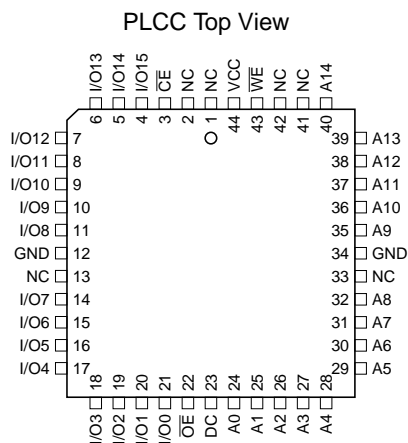 PLCC Top View
I/O13
I/O14
I/O15
CE
NC
NC
VCC
WE
NC
NC
A14
6
5
4
3
2
1
44
43
42
41
40
I/O12 7
I/O11 8
I/O10 9
I/O9 10
I/O8 11
GND 12
NC 13
I/O7 14
I/O6 15
I/O5 16
I/O4 17
39 A13
38 A12
37 A11
36 A10
35 A9
34 GND
33 NC
32 A8
31 A7
30 A6
29 A5
18
19
20
21
22
23
24
25
26
27
28
I/O3
I/O2
I/O1
I/O0
OE
DC
A0
A1
A2
A3
A4